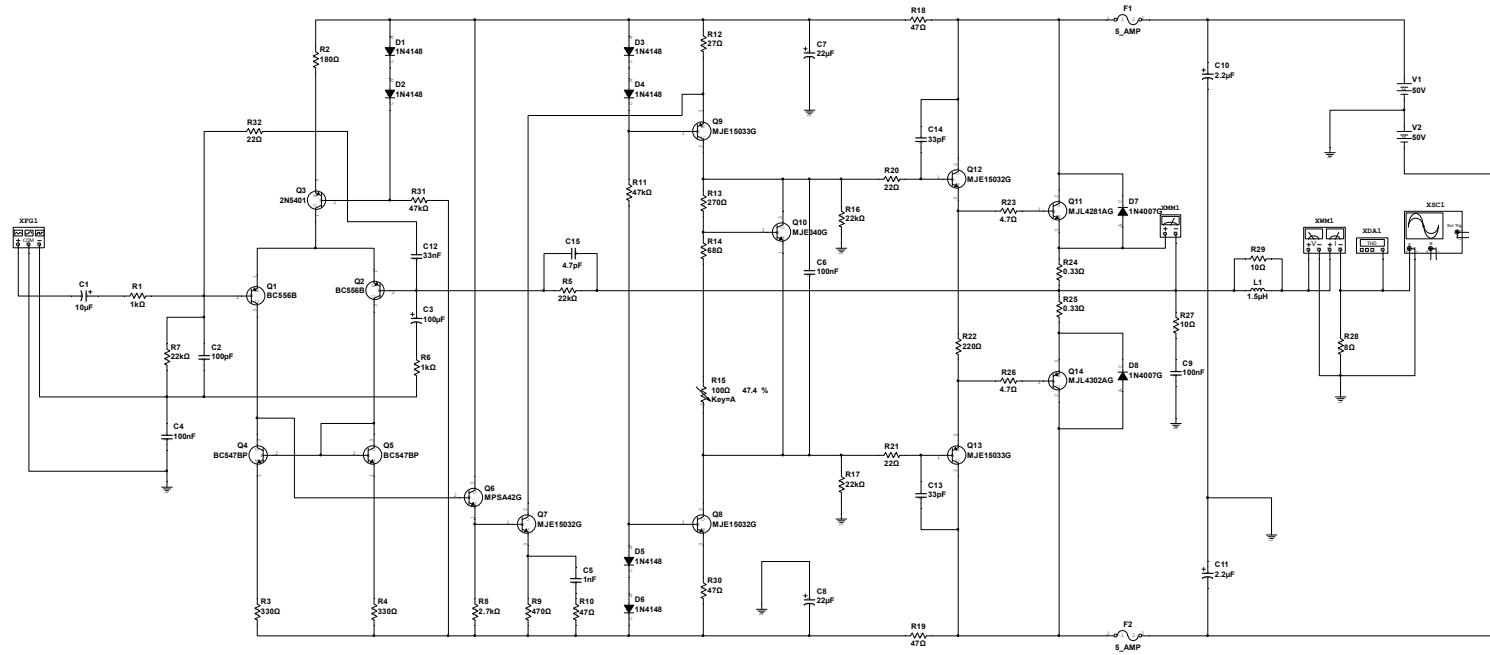 F1
5_AMP
R18
47Ω
R2
180Ω
D1
1N4148
D2
1N4148
D3
1N4148
D4
1N4148
R12
27Ω
C7
22µF
C10
2.2µF
V1
50V
V2
50V
R32
22Ω
Q9
MJE15033G
C14
33pF
Q3
2N5401
R31
47kΩ
R11
47kΩ
R13
270Ω
R20
22Ω
Q12
MJE15032G
R16
22kΩ
Q10
MJE340G
R14
68Ω
R23
4.7Ω
Q11
MJL4281AG
D7
1N4007G
XMM1
XFG1
COM
XMM1
XDA1
THD
XSC1
Ext Trig
C12
33nF
C15
4.7pF
R5
22kΩ
C6
100nF
R24
0.33Ω
R25
0.33Ω
R29
10Ω
L1
1.5µH
C1
10µF
R1
1kΩ
Q1
BC556B
Q2
BC556B
C3
100µF
R7
22kΩ
C2
100pF
R6
1kΩ
R22
220Ω
R27
10Ω
R28
8Ω
C9
100nF
R15
100Ω
Key=A
47.4 %
R26
4.7Ω
Q14
MJL4302AG
D8
1N4007G
C4
100nF
Q4
BC547BP
Q5
BC547BP
R21
22Ω
Q13
MJE15033G
R17
22kΩ
C13
33pF
Q6
MPSA42G
Q7
MJE15032G
Q8
MJE15032G
D5
1N4148
D6
1N4148
C5
1nF
R30
47Ω
C8
22µF
C11
2.2µF
R3
330Ω
R4
330Ω
R8
2.7kΩ
R9
470Ω
R10
47Ω
R19
47Ω
F2
5_AMP